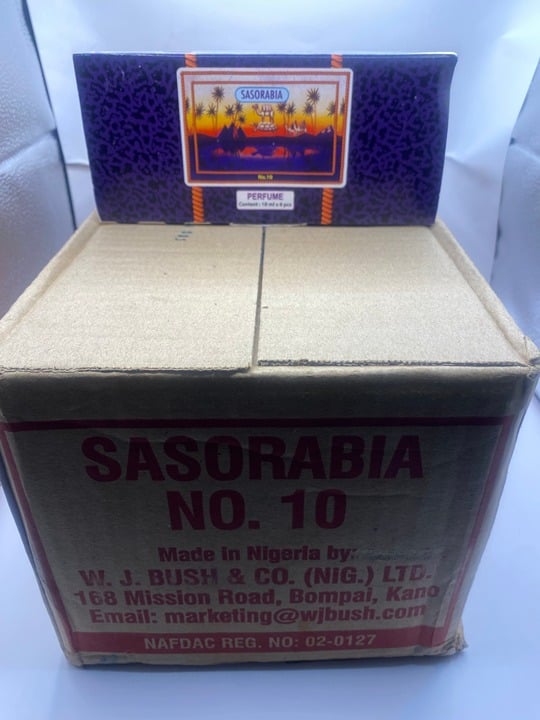 SASORABIA
No.10
PERFUME
SASORABIA
NO. 10
Made in Nigeria by:
W. J. BUSH & CO. (NIG.) LTD.
168 Mission Road, Bompai, Kano
Email: marketing@wjbush.com
NAFDAC REG. NO: 02-0127